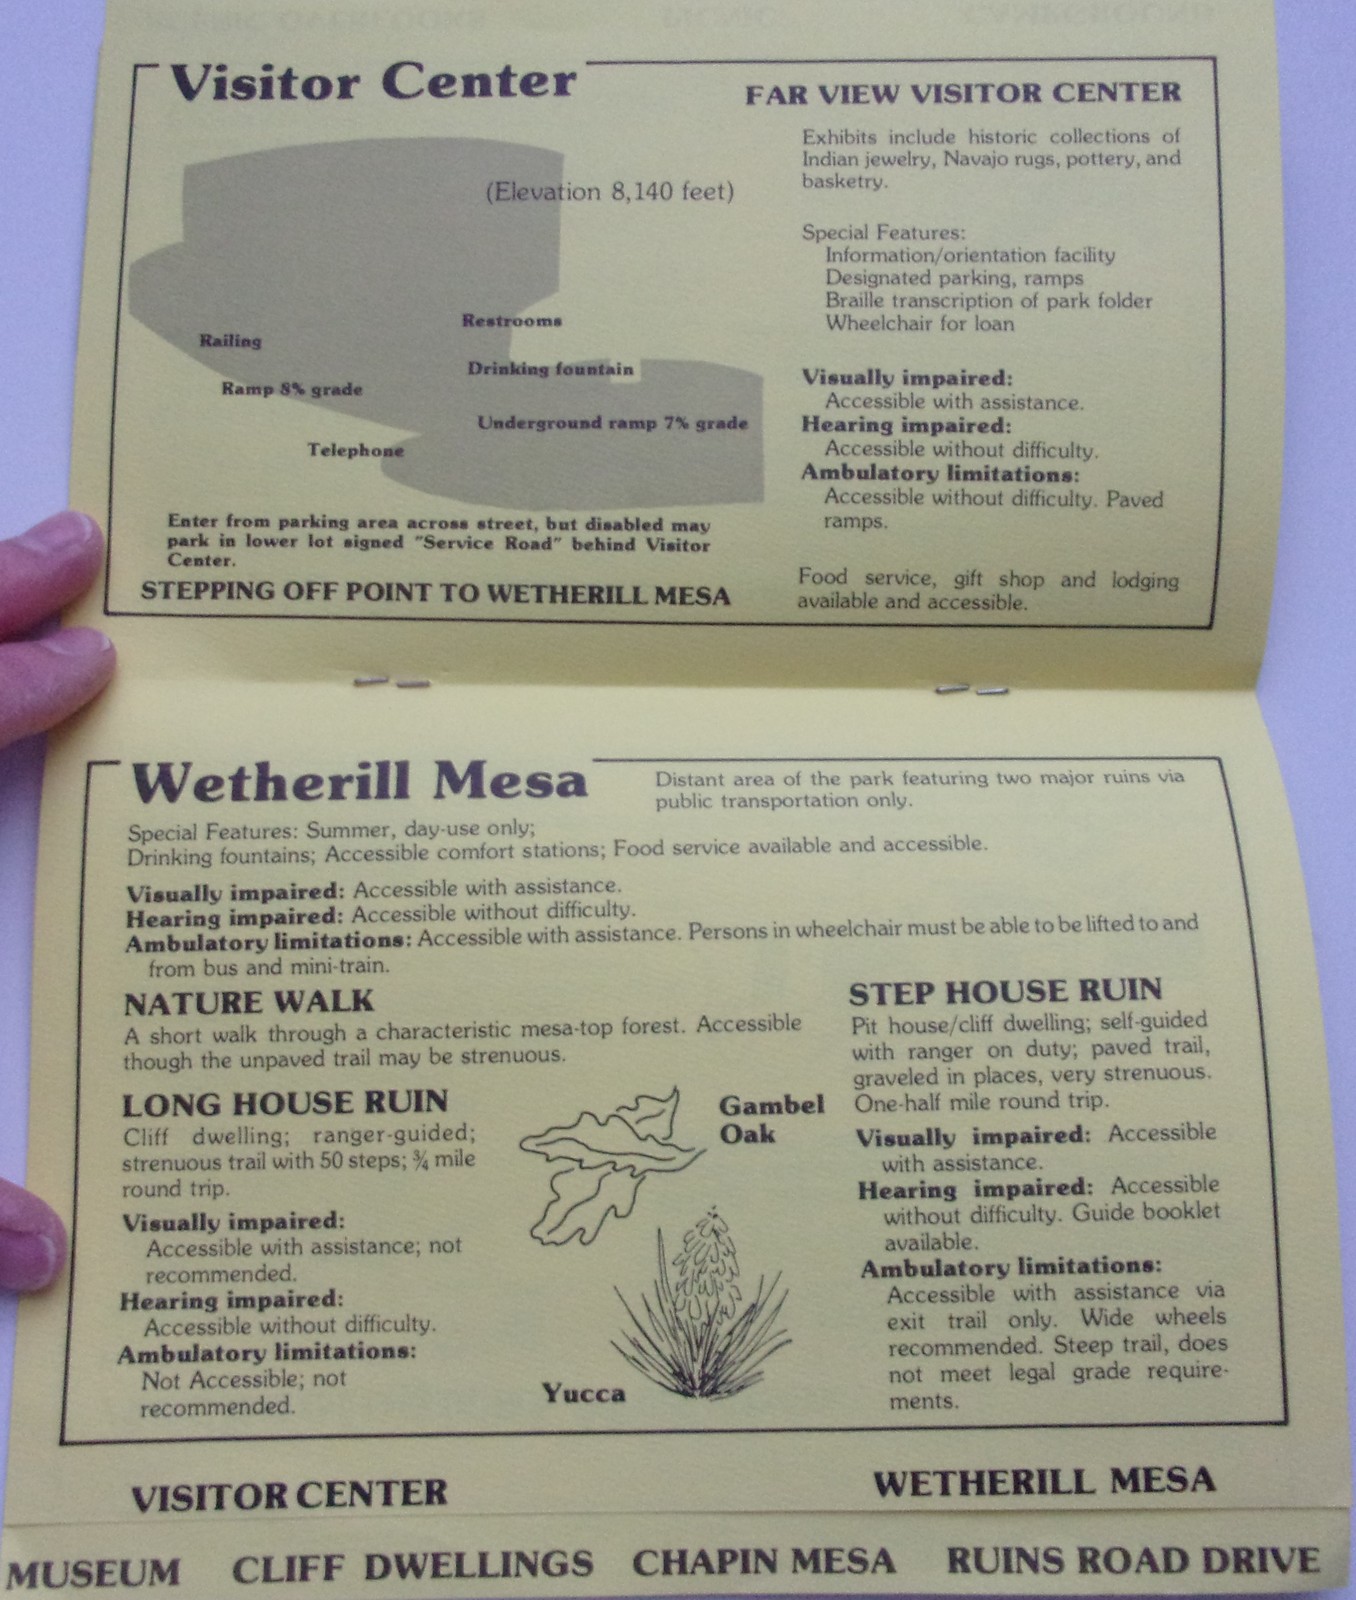 Visitor Center
(Elevation 8,140 feet)
Restrooms
Railing
Drinking fountain
Ramp 8% grade
Underground ramp 7% grade
Telephone
Enter from parking area across street, but disabled may
park in lower lot signed "Service Road" behind Visitor
Center.
STEPPING OFF POINT TO WETHERILL MESA
FAR VIEW VISITOR CENTER
Exhibits include historic collections of
Indian jewelry, Navajo rugs, pottery, and
basketry.
Special Features:
Information/orientation facility
Designated parking, ramps
Braille transcription of park folder
Wheelchair for loan
Visually impaired:
Accessible with assistance.
Hearing impaired:
Accessible without difficulty.
Ambulatory limitations:
Accessible without difficulty. Paved
ramps.
Food service, gift shop and lodging
available and accessible.
Wetherill Mesa
Distant area of the park featuring two major ruins via
public transportation only.
Special Features: Summer, day-use only;
Drinking fountains; Accessible comfort stations; Food service available and accessible.
Visually impaired: Accessible with assistance.
Hearing impaired: Accessible without difficulty.
Ambulatory limitations: Accessible with assistance. Persons in wheelchair must be able to be lifted to and
from bus and mini-train.
NATURE WALK
A short walk through a characteristic mesa-top forest. Accessible
though the unpaved trail may be strenuous.
LONG HOUSE RUIN
Cliff dwelling; ranger-guided;
strenuous trail with 50 steps; ¾ mile
round trip.
Visually impaired:
Accessible with assistance; not
recommended.
Hearing impaired:
Accessible without difficulty.
Ambulatory limitations:
Not Accessible; not
recommended.
Gambel
Oak
Yucca
STEP HOUSE RUIN
Pit house/cliff dwelling; self-guided
with ranger on duty; paved trail,
graveled in places, very strenuous.
One-half mile round trip.
Visually impaired: Accessible
with assistance.
Hearing impaired: Accessible
without difficulty. Guide booklet
available.
Ambulatory limitations:
Accessible with assistance via
exit trail only. Wide wheels
recommended. Steep trail, does
not meet legal grade require-
ments.
VISITOR CENTER
WETHERILL MESA
MUSEUM CLIFF DWELLINGS CHAPIN MESA RUINS ROAD DRIVE